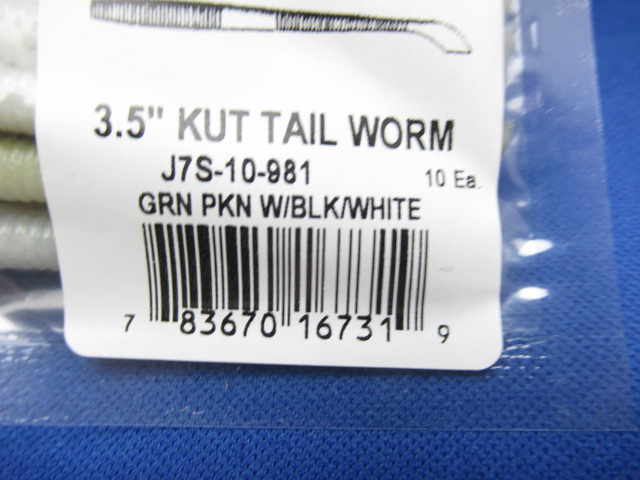 3.5" KUT TAIL WORM
J7S-10-981 10 Ea.
GRN PKN W/BLK/WHITE
7 83670 16731 9